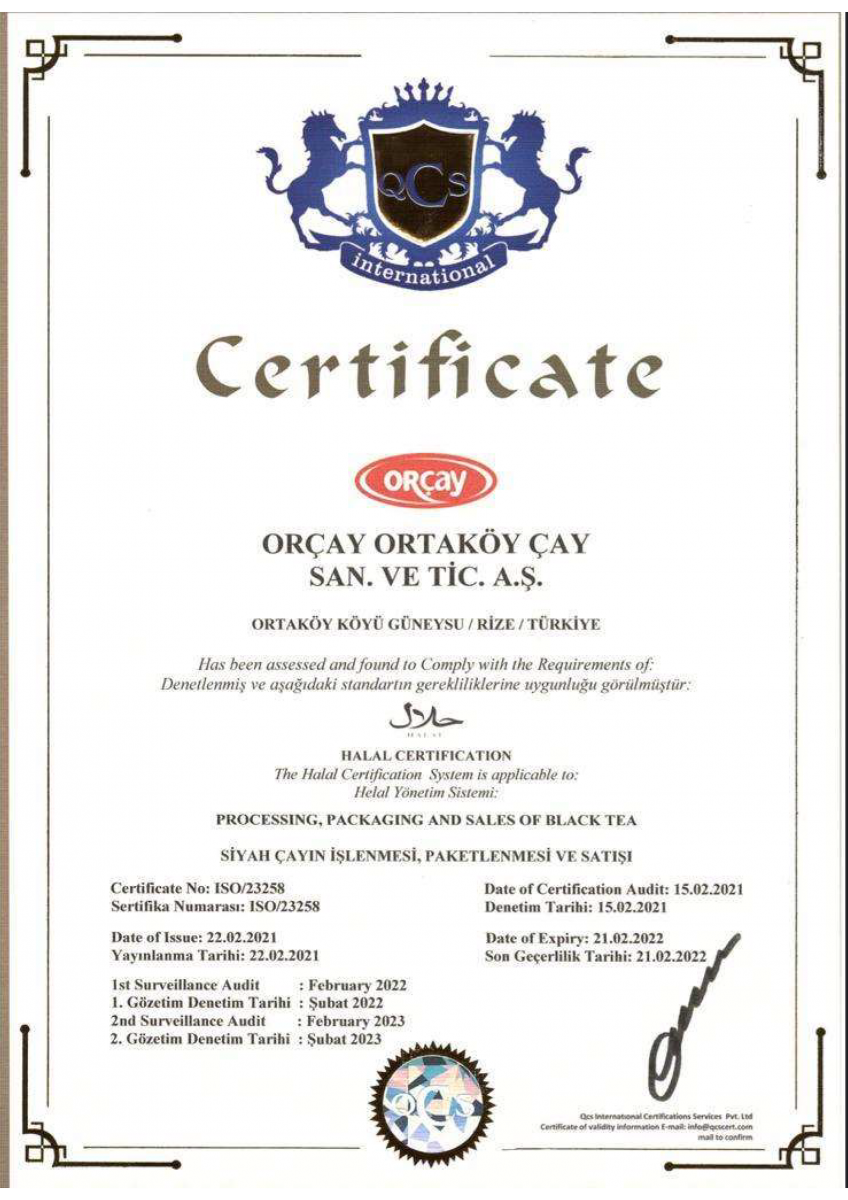 QCS
international
Certificate
ORÇAY
ORÇAY ORTAKÖY ÇAY
SAN. VE TİC. A.Ş.
ORTAKÖY KÖYÜ GÜNEYSU / RİZE / TÜRKİYE
Has been assessed and found to Comply with the Requirements of:
Denetlenmiş ve aşağıdaki standartın gerekliliklerine uygunluğu görülmüştür:
حلال
HALAL
HALAL CERTIFICATION
The Halal Certification System is applicable to:
Helal Yönetim Sistemi:
PROCESSING, PACKAGING AND SALES OF BLACK TEA
SİYAH ÇAYIN İŞLENMESİ, PAKETLENMESİ VE SATIŞI
Certificate No: ISO/23258
Sertifika Numarası: ISO/23258
Date of Certification Audit: 15.02.2021
Denetim Tarihi: 15.02.2021
Date of Issue: 22.02.2021
Yayınlanma Tarihi: 22.02.2021
Date of Expiry: 21.02.2022
Son Geçerlilik Tarihi: 21.02.2022
1st Surveillance Audit : February 2022
1. Gözetim Denetim Tarihi : Şubat 2022
2nd Surveillance Audit : February 2023
2. Gözetim Denetim Tarihi : Şubat 2023
QCS
Qcs International Certifications Services Pvt. Ltd
Certificate of validity information E-mail: info@qcscert.com
mail to confirm